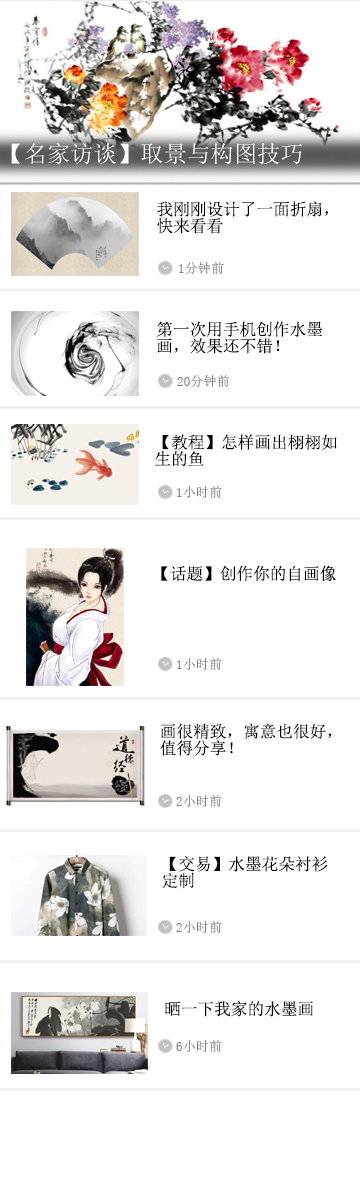 【名家访谈】取景与构图技巧
我刚刚设计了一面折扇，
快来看看
1分钟前
第一次用手机创作水墨
画，效果还不错！
20分钟前
【教程】怎样画出栩栩如
生的鱼
1小时前
【话题】创作你的自画像
1小时前
道德经
画很精致，寓意也很好，
值得分享！
2小时前
【交易】水墨花朵衬衫
定制
2小时前
晒一下我家的水墨画
6小时前